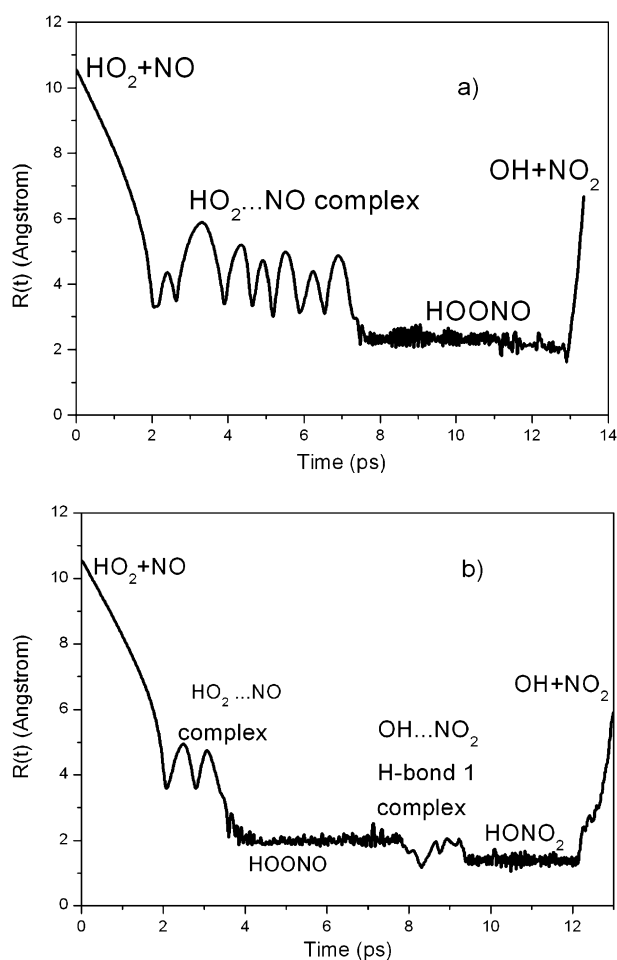 12
10
8
6
4
2
0
R(t) (Angstrom)
HO2+NO
a)
HO2...NO complex
OH+NO2
HOONO
0 2 4 6 8 10 12 14
Time (ps)
12
10
8
6
4
2
0
R(t) (Angstrom)
HO2+NO
b)
HO2...NO
complex
OH+NO2
OH...NO2
H-bond 1
complex
HOONO
HONO2
0 2 4 6 8 10 12
Time (ps)